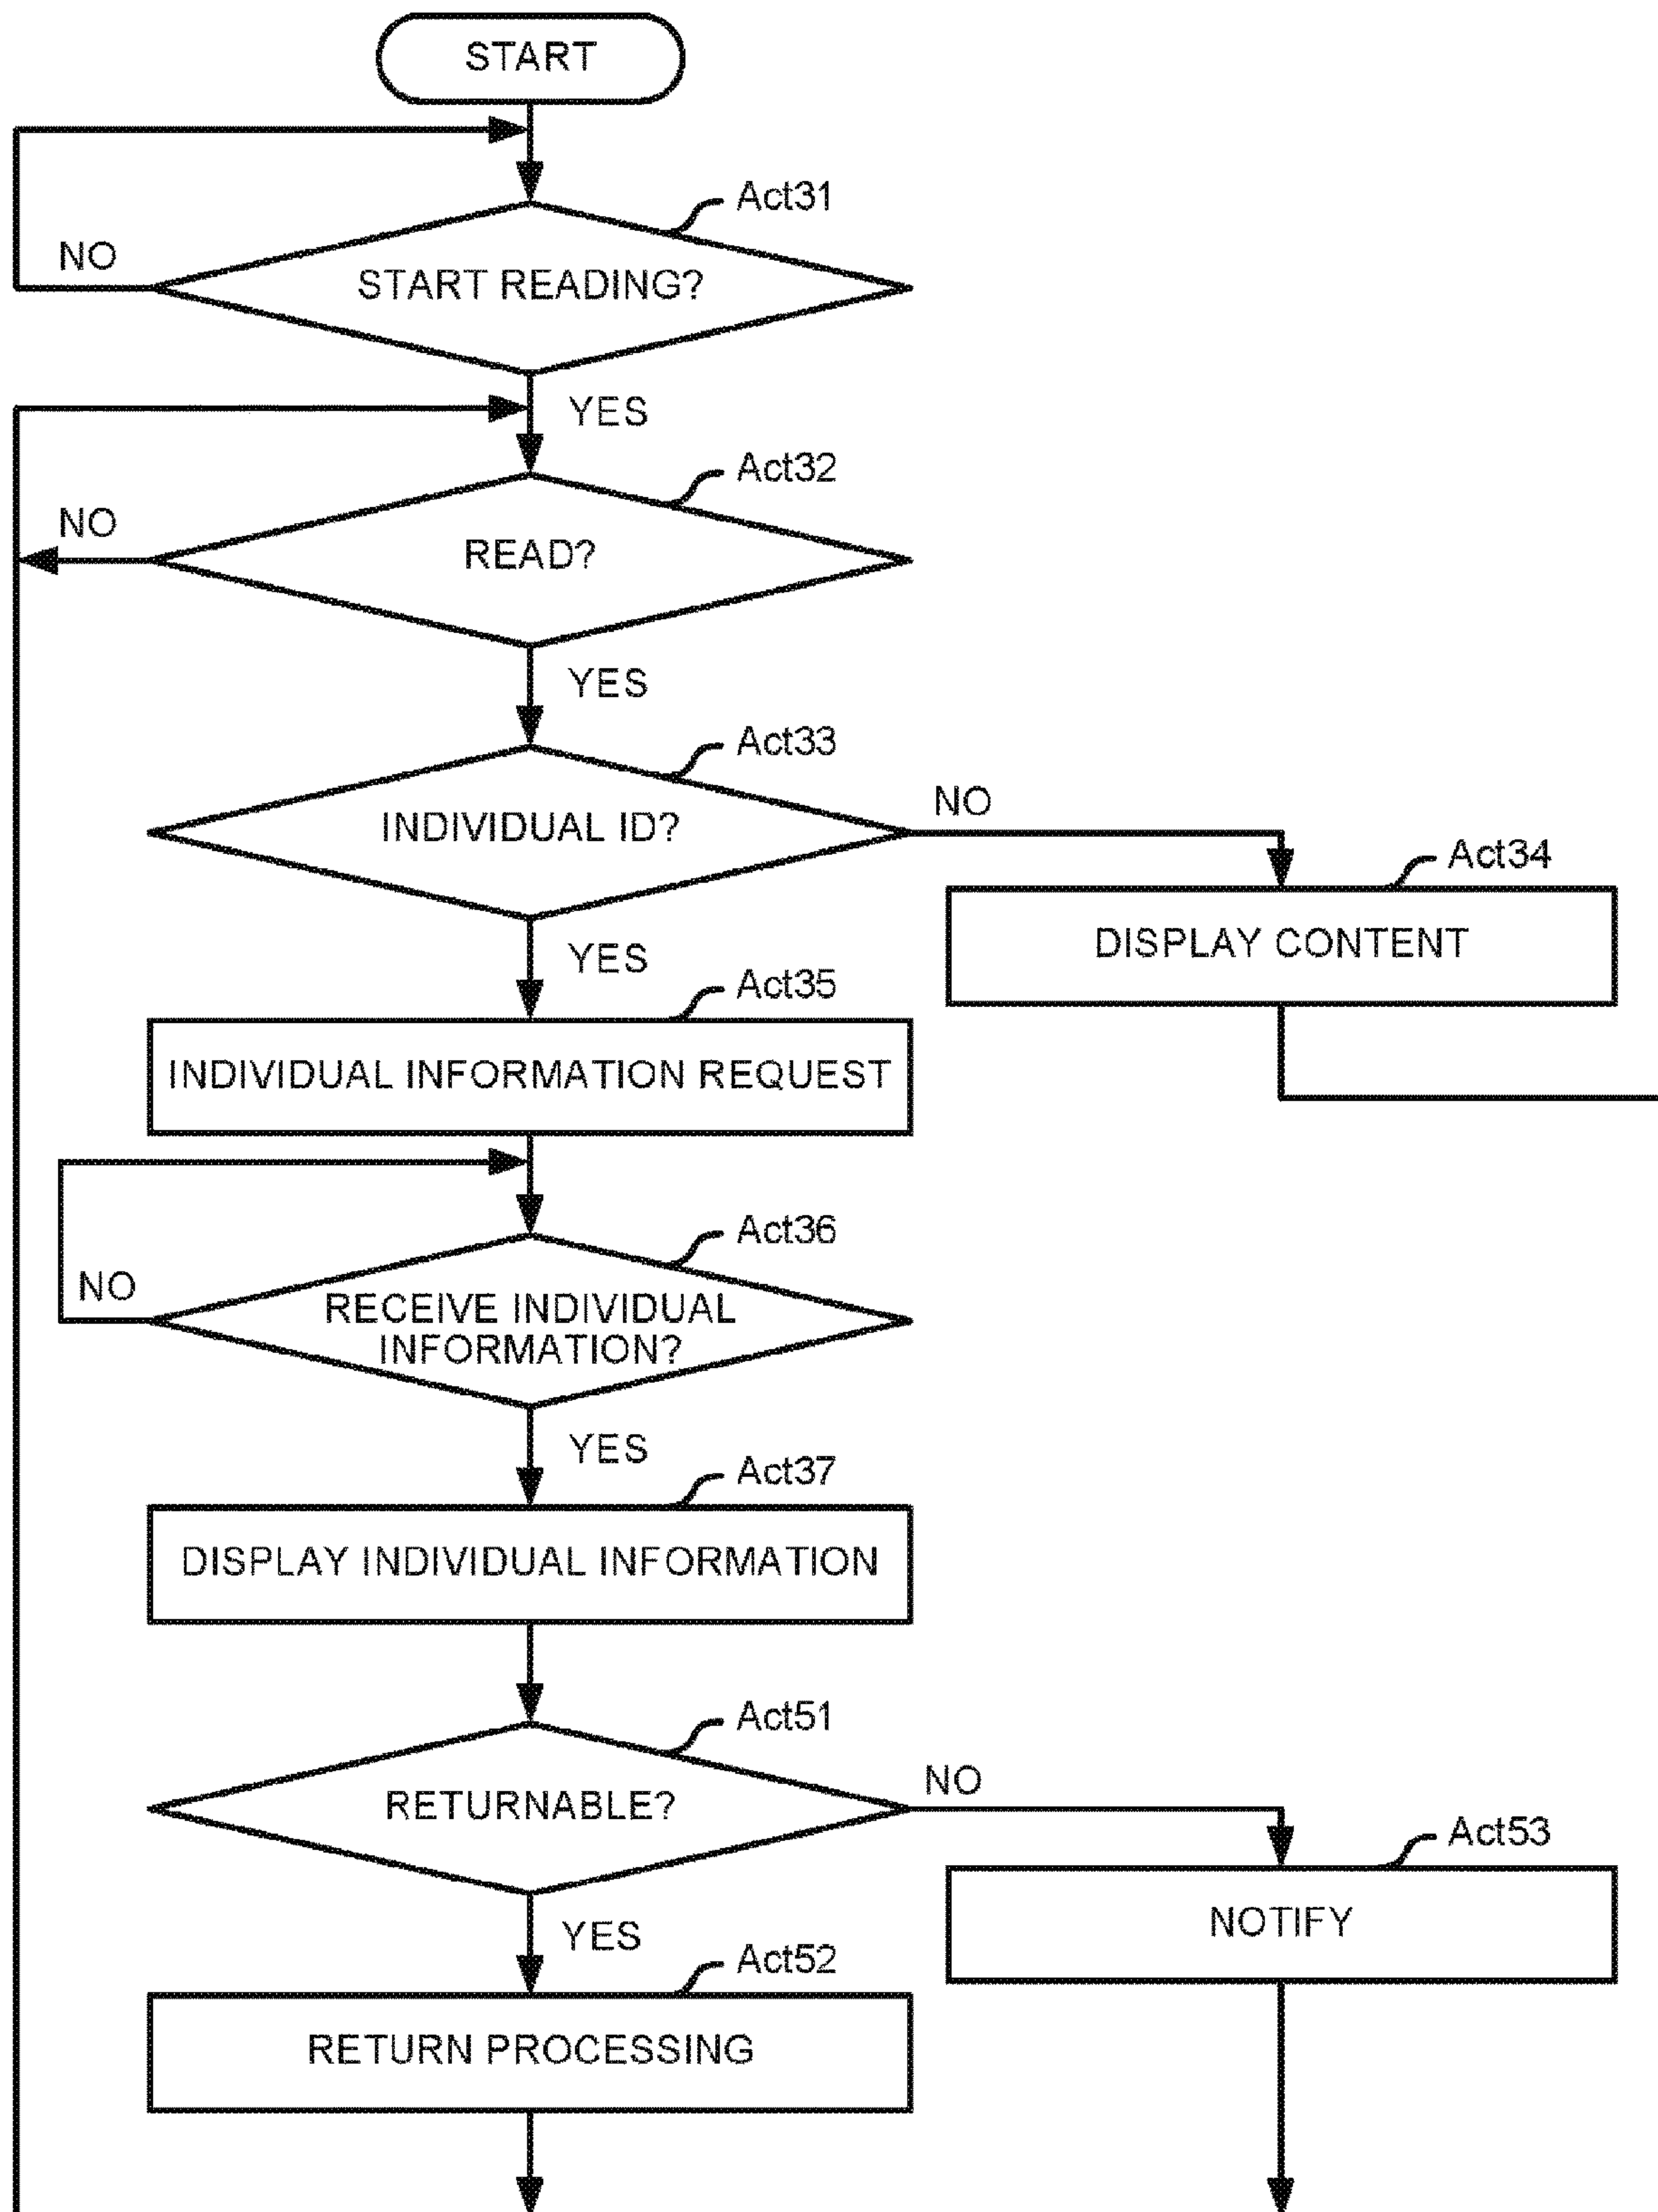 START
Act31
NO
START READING?
YES
Act32
NO
READ?
YES
Act33
INDIVIDUAL ID?
NO
Act34
DISPLAY CONTENT
YES
Act35
INDIVIDUAL INFORMATION REQUEST
Act36
NO
RECEIVE INDIVIDUAL
INFORMATION?
YES
Act37
DISPLAY INDIVIDUAL INFORMATION
Act51
RETURNABLE?
NO
Act53
NOTIFY
YES
Act52
RETURN PROCESSING